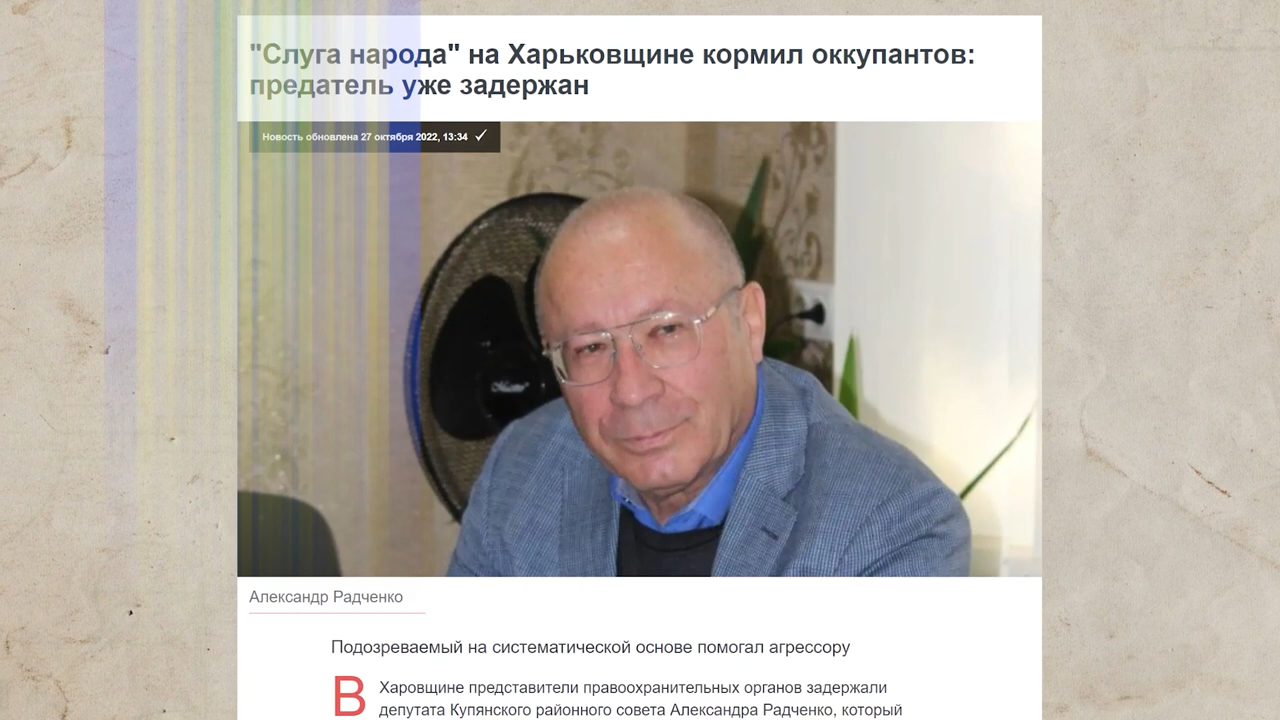 "Слуга народа" на Харьковщине кормил оккупантов:
предатель уже задержан
Новость обновлена 27 октября 2022, 13:34
Александр Радченко
Подозреваемый на систематической основе помогал агрессору
В Харовщине представители правоохранительных органов задержали
депутата Купянского районного совета Александра Радченко, который